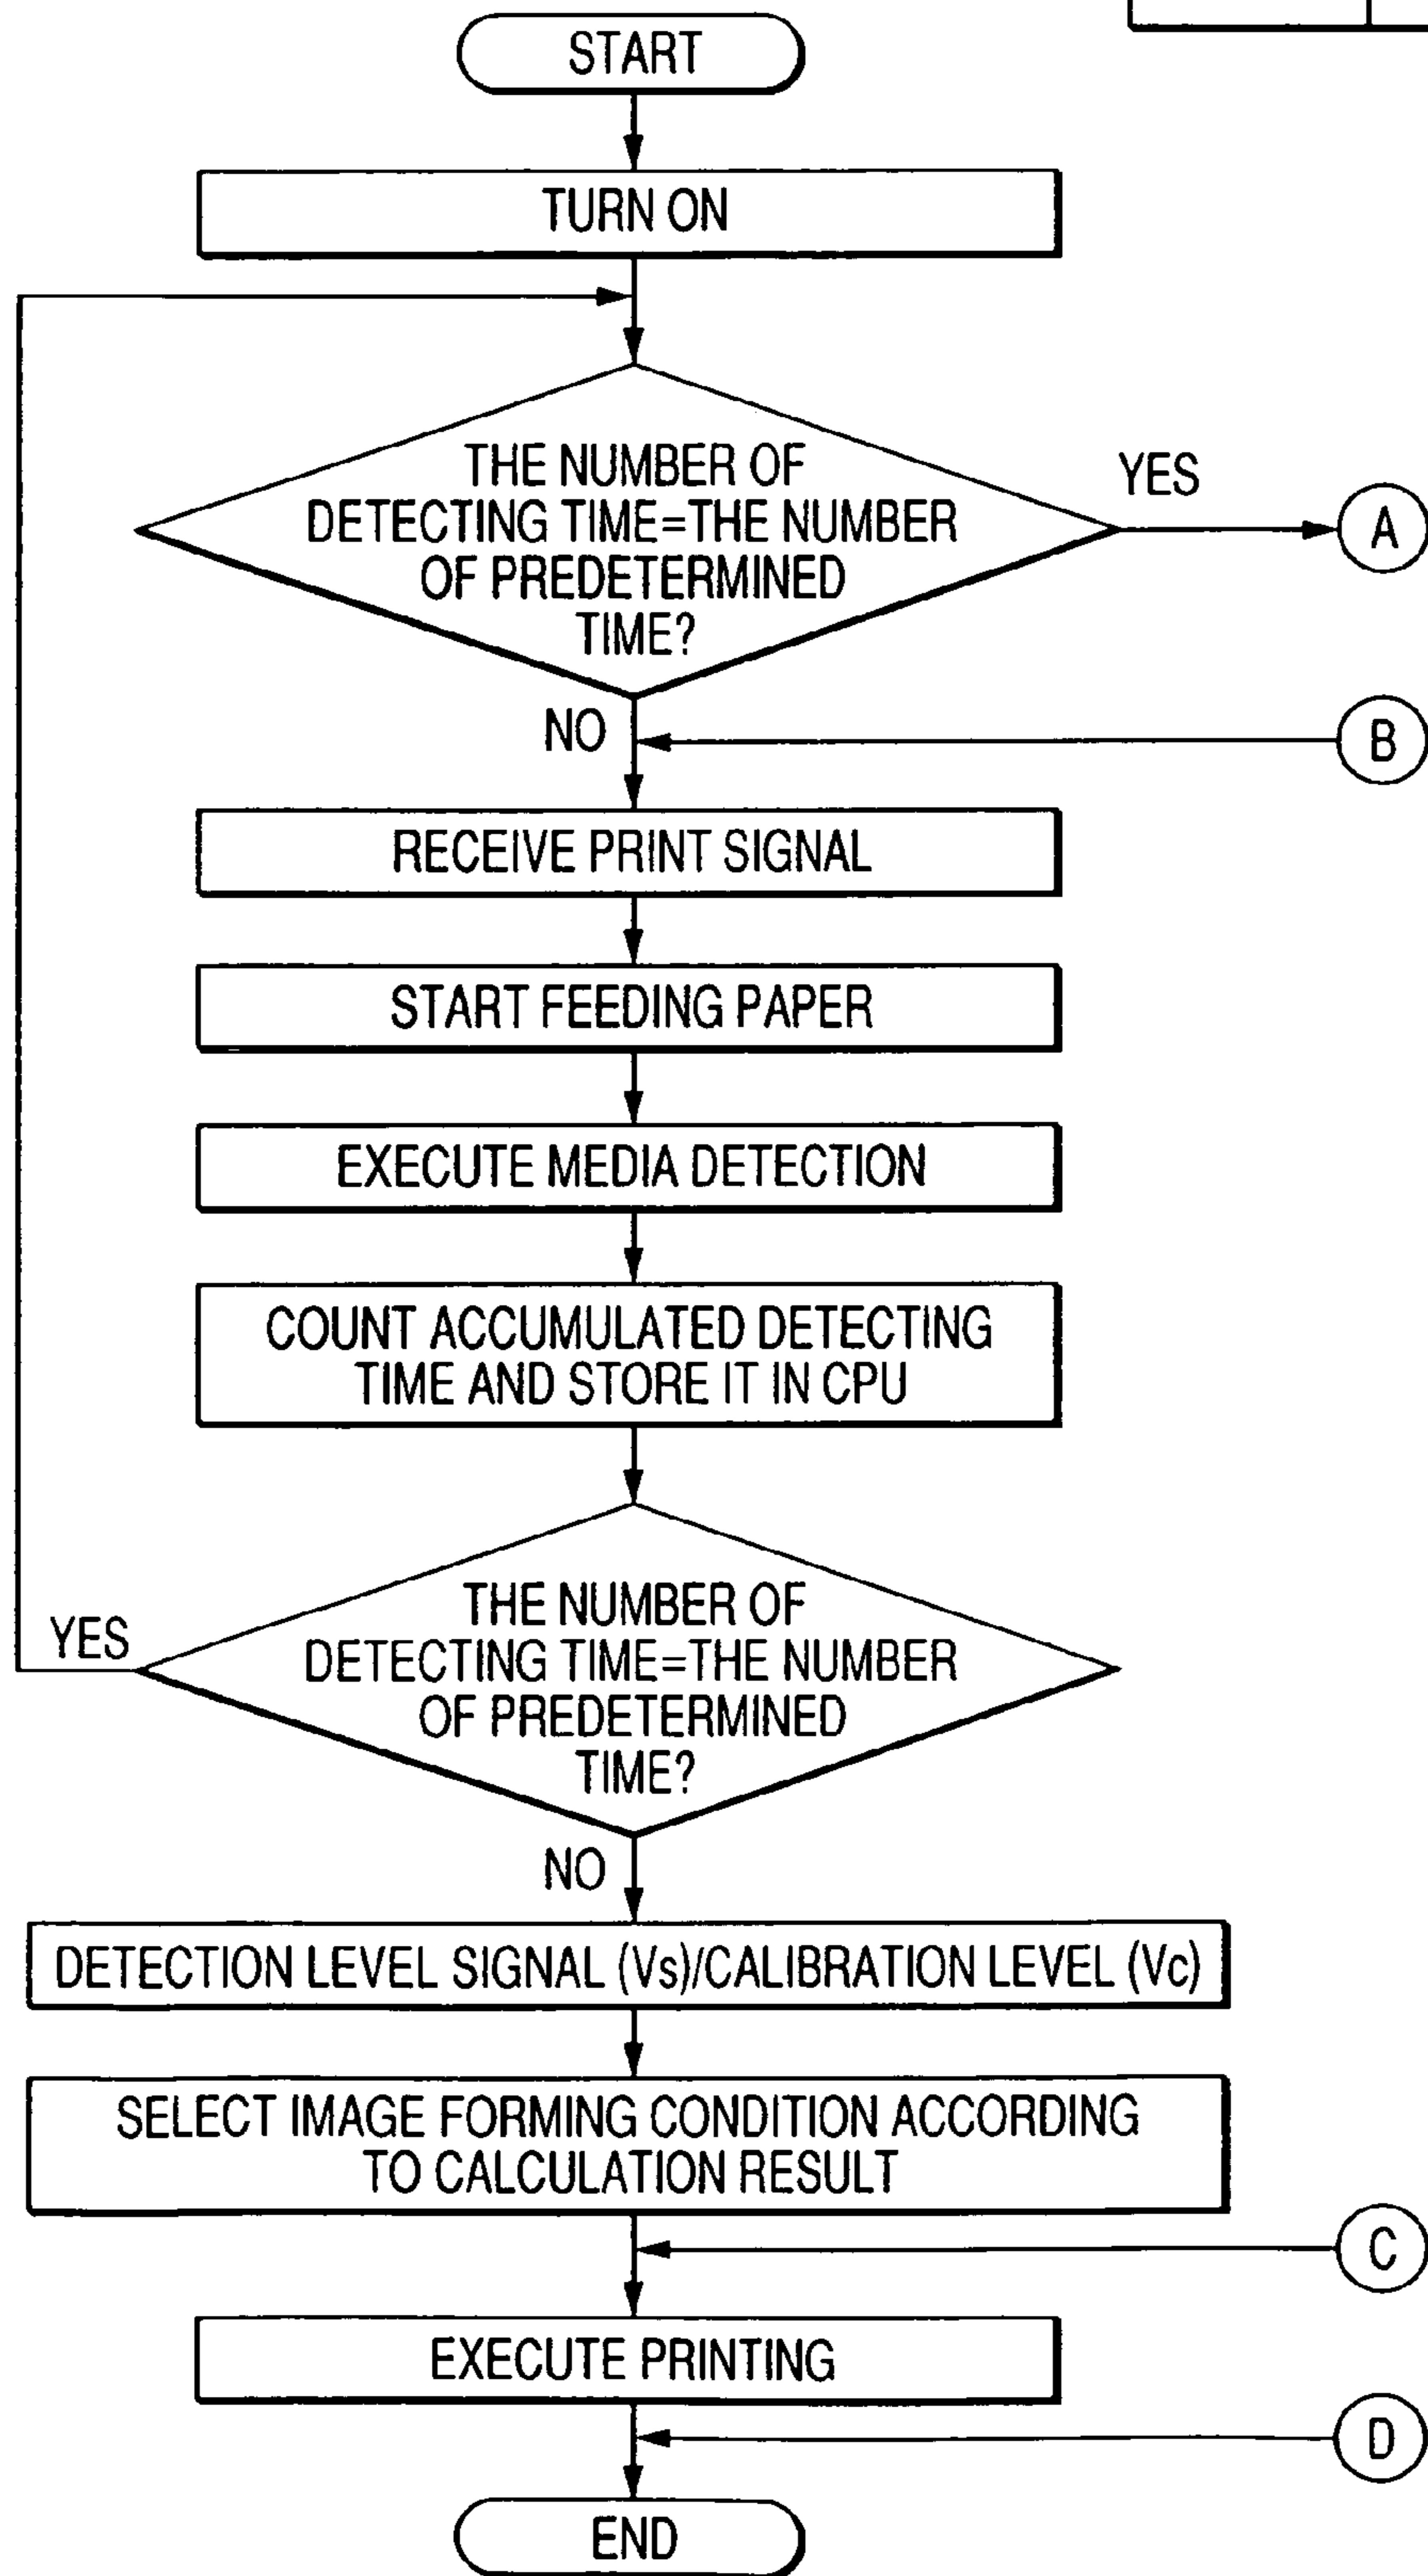 START
TURN ON
THE NUMBER OF
DETECTING TIME=THE NUMBER
OF PREDETERMINED
TIME?
YES
A
NO
B
RECEIVE PRINT SIGNAL
START FEEDING PAPER
EXECUTE MEDIA DETECTION
COUNT ACCUMULATED DETECTING
TIME AND STORE IT IN CPU
THE NUMBER OF
DETECTING TIME=THE NUMBER
OF PREDETERMINED
TIME?
YES
NO
DETECTION LEVEL SIGNAL (Vs)/CALIBRATION LEVEL (Vc)
SELECT IMAGE FORMING CONDITION ACCORDING
TO CALCULATION RESULT
C
EXECUTE PRINTING
D
END